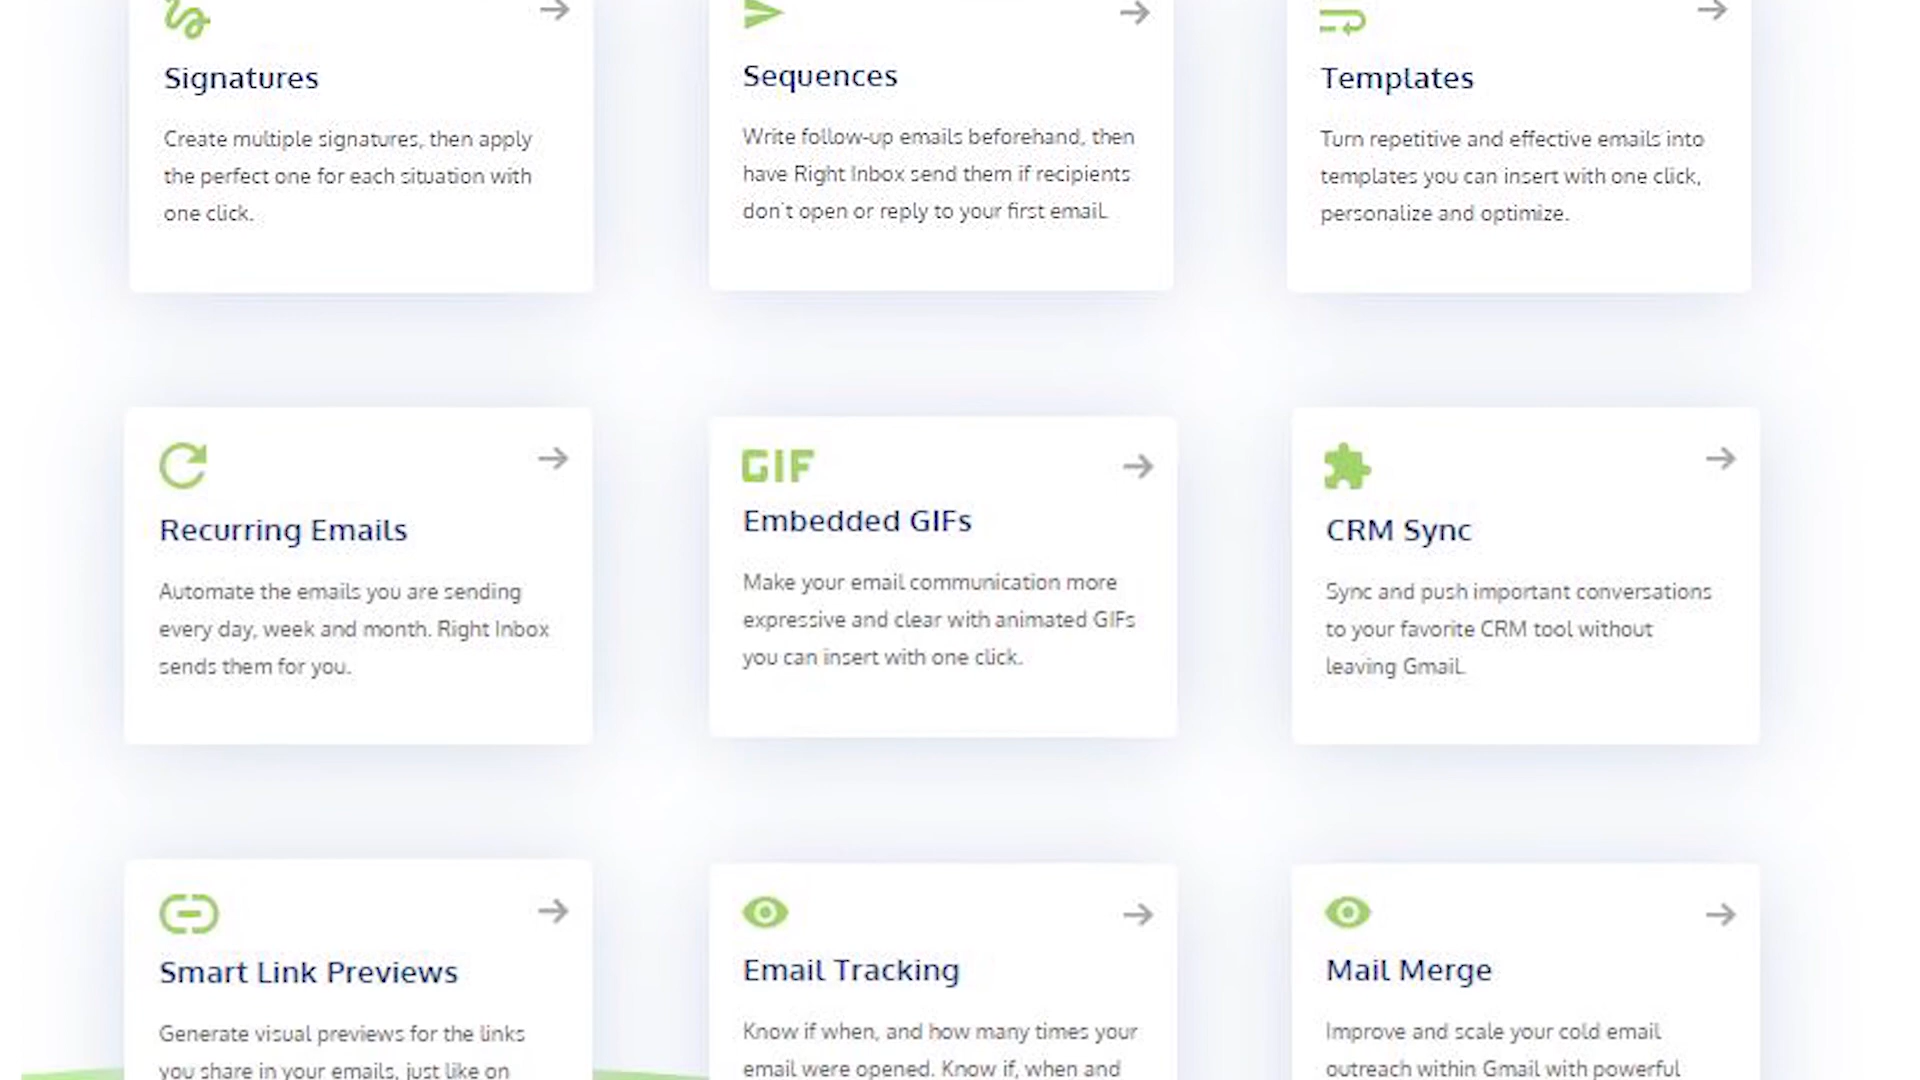 Signatures
Create multiple signatures, then apply
the perfect one for each situation with
one click.
Sequences
Write follow-up emails beforehand, then
have Right Inbox send them if recipients
don't open or reply to your first email.
Templates
Turn repetitive and effective emails into
templates you can insert with one click,
personalize and optimize.
Recurring Emails
Automate the emails you are sending
every day, week and month. Right Inbox
sends them for you.
GIF
Embedded GIFs
Make your email communication more
expressive and clear with animated GIFs
you can insert with one click.
CRM Sync
Sync and push important conversations
to your favorite CRM tool without
leaving Gmail.
Smart Link Previews
Generate visual previews for the links
you share in your emails, just like on
Email Tracking
Know if when, and how many times your
email were opened. Know if, when and
Mail Merge
Improve and scale your cold email
outreach within Gmail with powerful